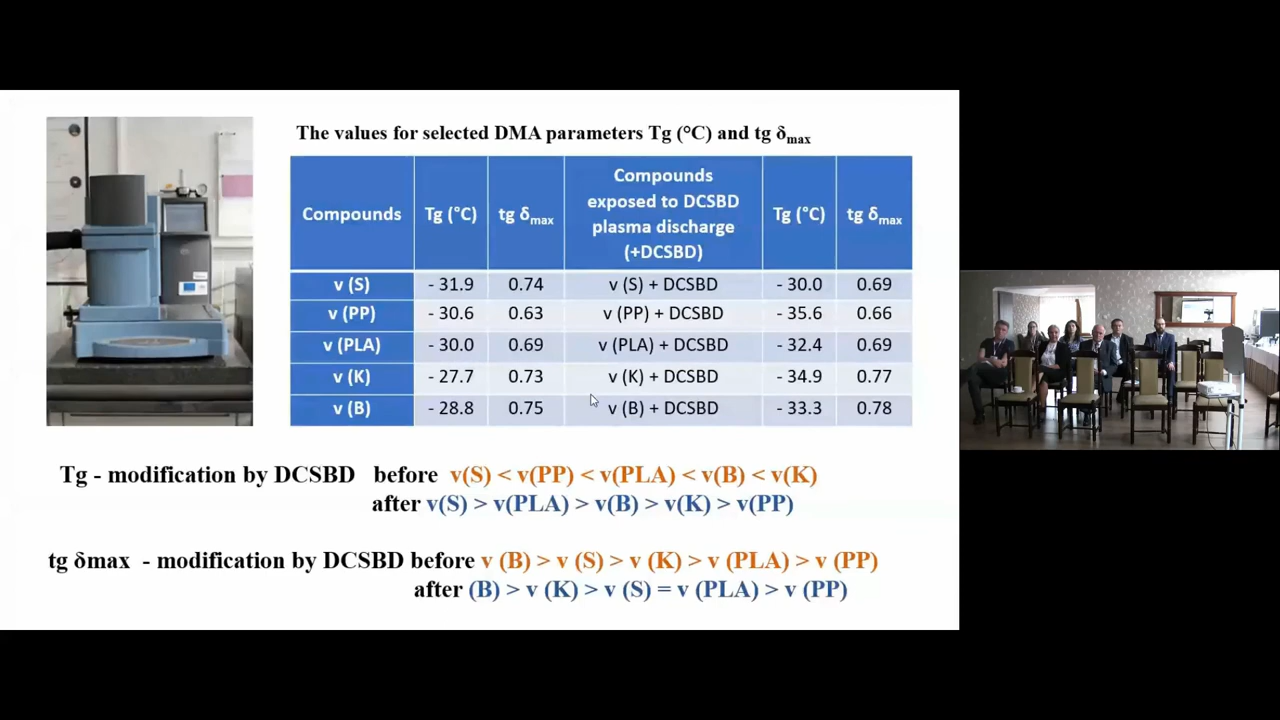 The values for selected DMA parameters Tg (°C) and tg δmax
Compounds Tg (°C) tg δmax Compounds exposed to DCSBD plasma discharge (+DCSBD) Tg (°C) tg δmax
v (S) - 31.9 0.74 v (S) + DCSBD - 30.0 0.69
v (PP) - 30.6 0.63 v (PP) + DCSBD - 35.6 0.66
v (PLA) - 30.0 0.69 v (PLA) + DCSBD - 32.4 0.69
v (K) - 27.7 0.73 v (K) + DCSBD - 34.9 0.77
v (B) - 28.8 0.75 v (B) + DCSBD - 33.3 0.78
Tg - modification by DCSBD before v(S) < v(PP) < v(PLA) < v(B) < v(K)
after v(S) > v(PLA) > v(B) > v(K) > v(PP)
tg δmax - modification by DCSBD before v (B) > v (S) > v (K) > v (PLA) > v (PP)
after (B) > v (K) > v (S) = v (PLA) > v (PP)